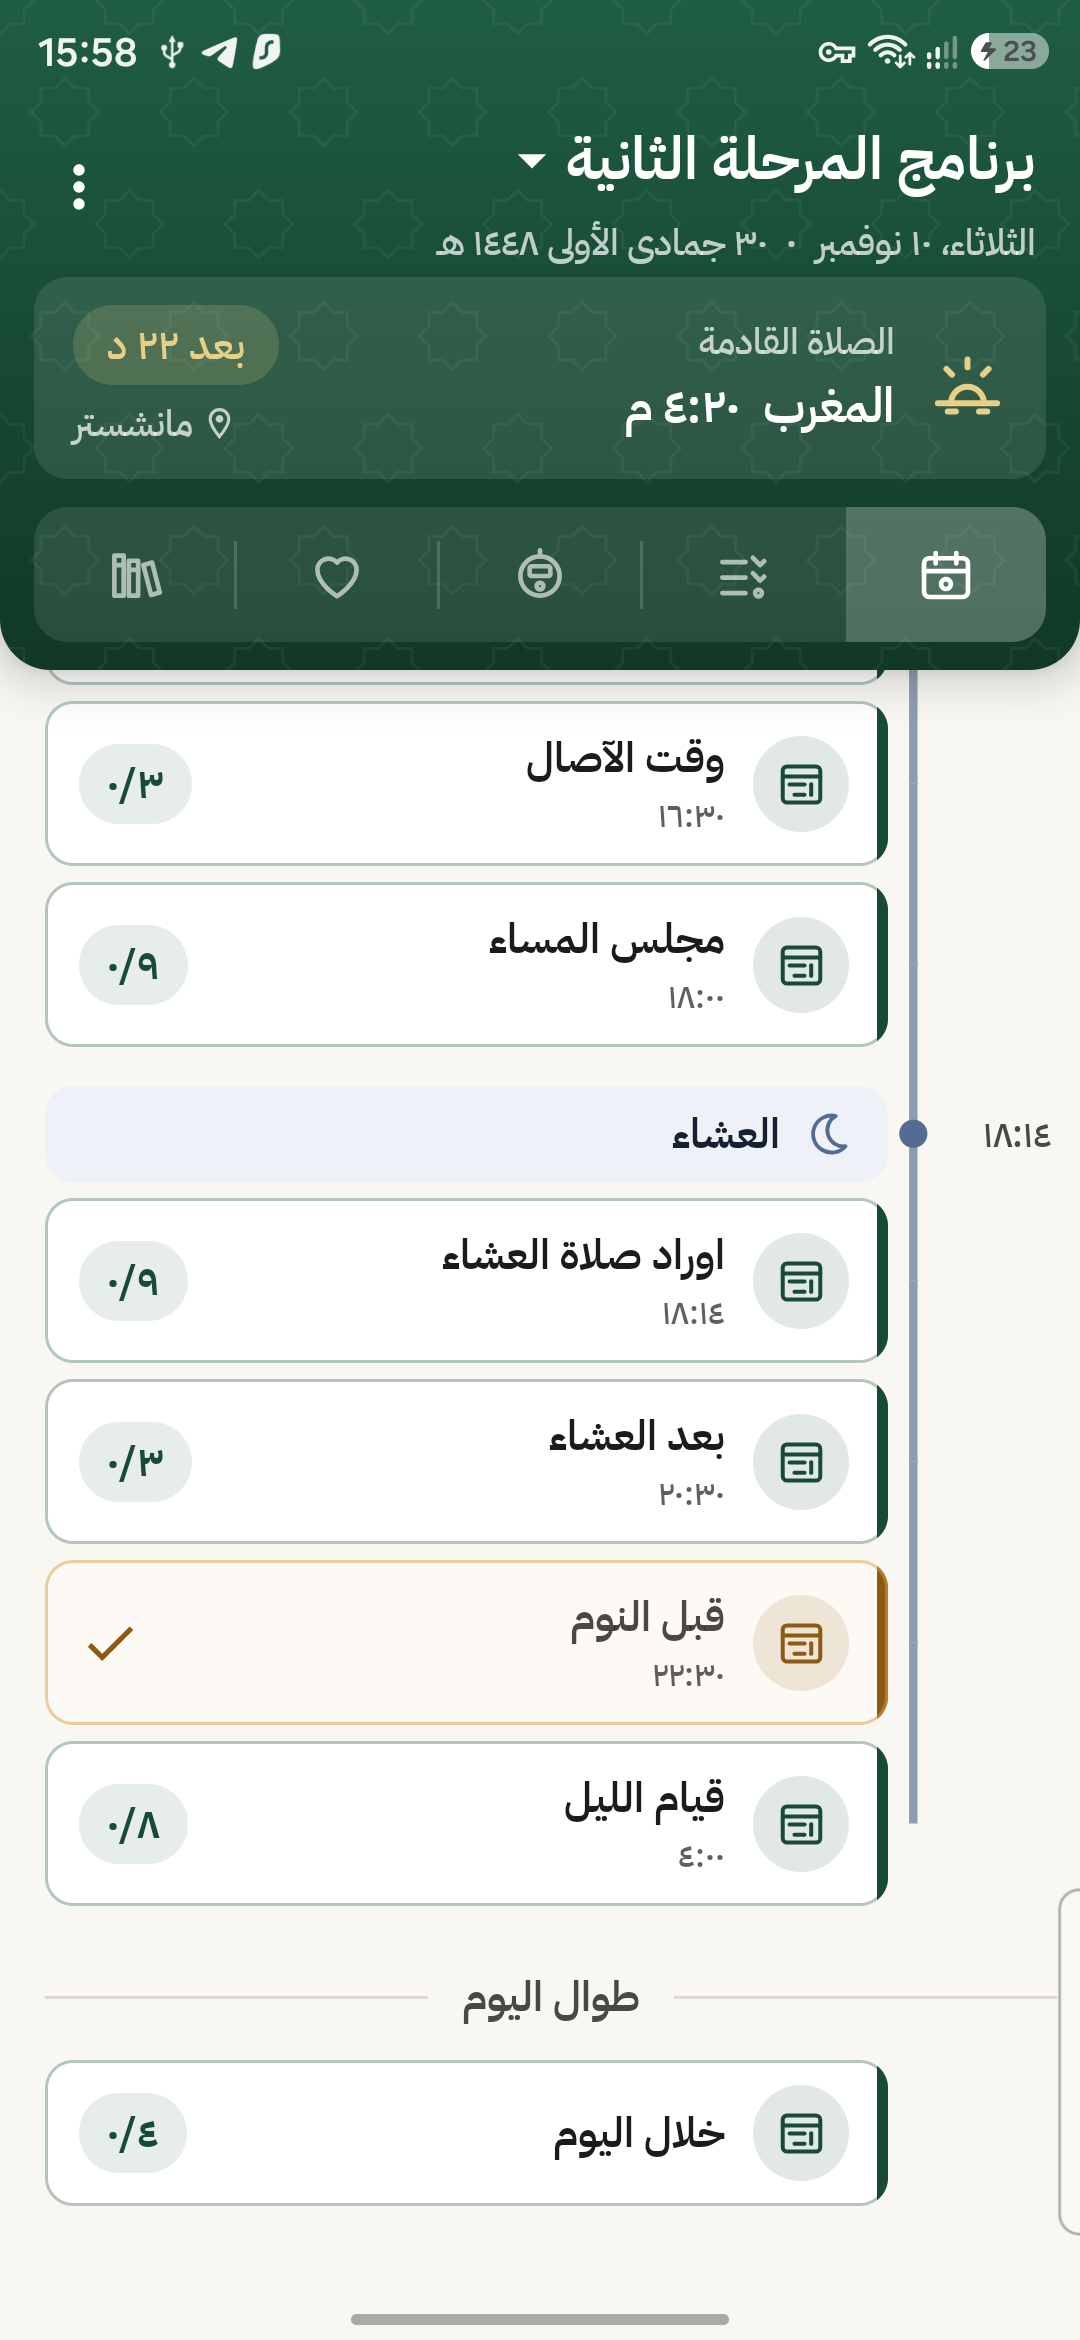 15:58
23
برنامج المرحلة الثانية
الثلاثاء، ١٠ نوفمبر · ٣٠ جمادى الأولى ١٤٤٨ هـ
الصلاة القادمة
بعد ٢٢ د
المغرب ٤:٢٠ م
مانشستر
وقت الآصال
١٦:٣٠
٠/٣
مجلس المساء
١٨:٠٠
٠/٩
١٨:١٤
العشاء
اوراد صلاة العشاء
١٨:١٤
٠/٩
بعد العشاء
٢٠:٣٠
٠/٣
قبل النوم
٢٢:٣٠
قيام الليل
٤:٠٠
٠/٨
طوال اليوم
خلال اليوم
٠/٤